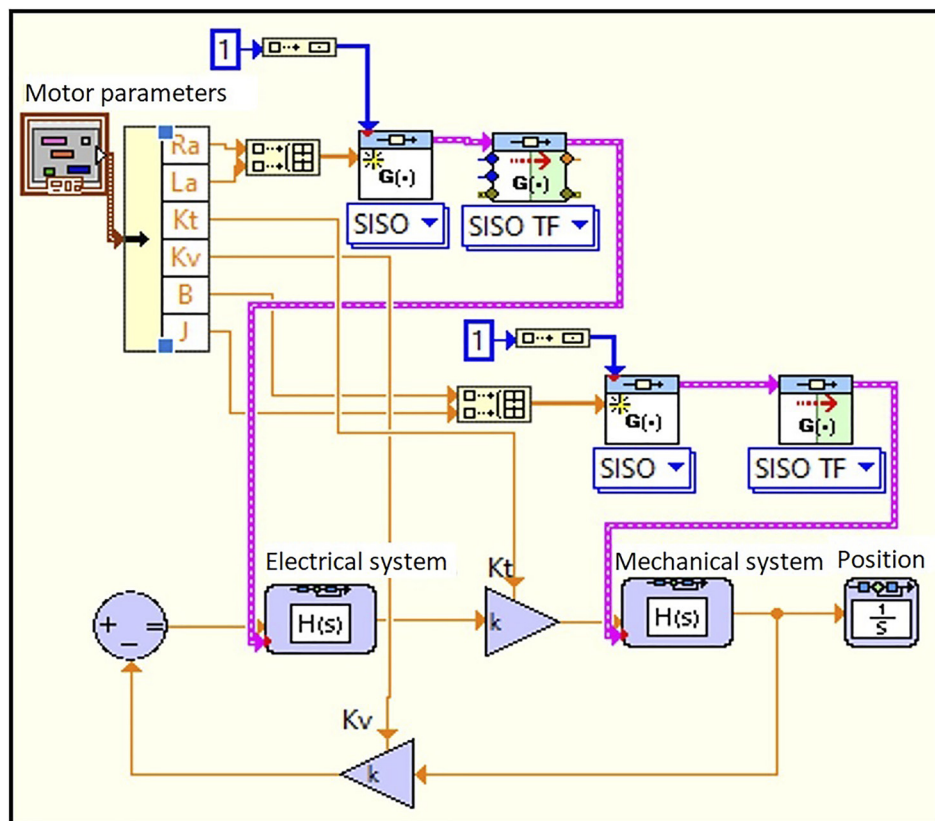 1
Motor parameters
Ra
La
Kt
Kv
B
J
G(•)
G(•)
SISO
SISO TF
1
G(•)
G(•)
SISO
SISO TF
Electrical system
Kt
Mechanical system
Position
+
−
=
H(s)
k
H(s)
1
S
Kv
k